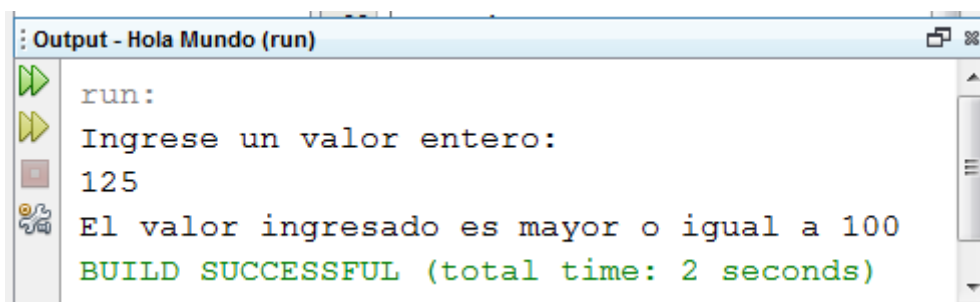 Output - Hola Mundo (run)
run:
Ingrese un valor entero:
125
El valor ingresado es mayor o igual a 100
BUILD SUCCESSFUL (total time: 2 seconds)